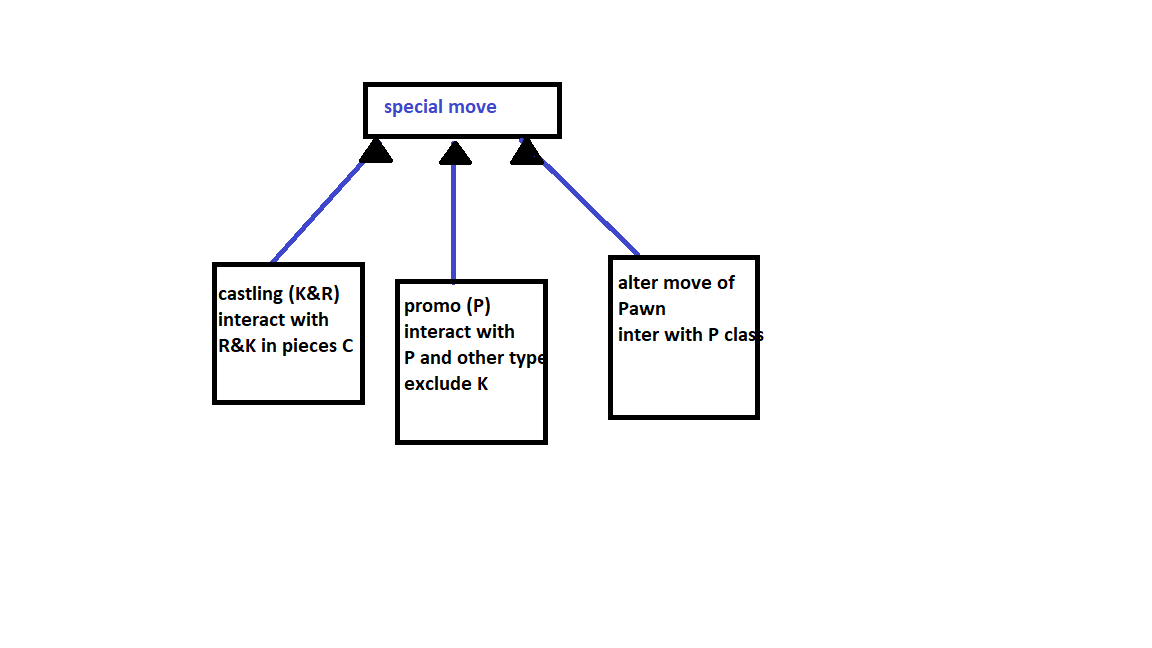 special move
castling (K&R)
interact with
R&K in pieces C
promo (P)
interact with
P and other type
exclude K
alter move of
Pawn
inter with P class